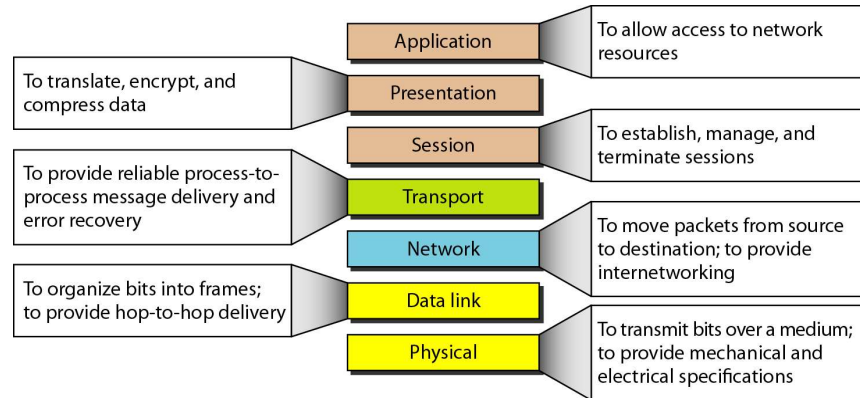 Application
To allow access to network
resources
To translate, encrypt, and
compress data
Presentation
Session
To establish, manage, and
terminate sessions
To provide reliable process-to-
process message delivery and
error recovery
Transport
Network
To move packets from source
to destination; to provide
internetworking
To organize bits into frames;
to provide hop-to-hop delivery
Data link
Physical
To transmit bits over a medium;
to provide mechanical and
electrical specifications